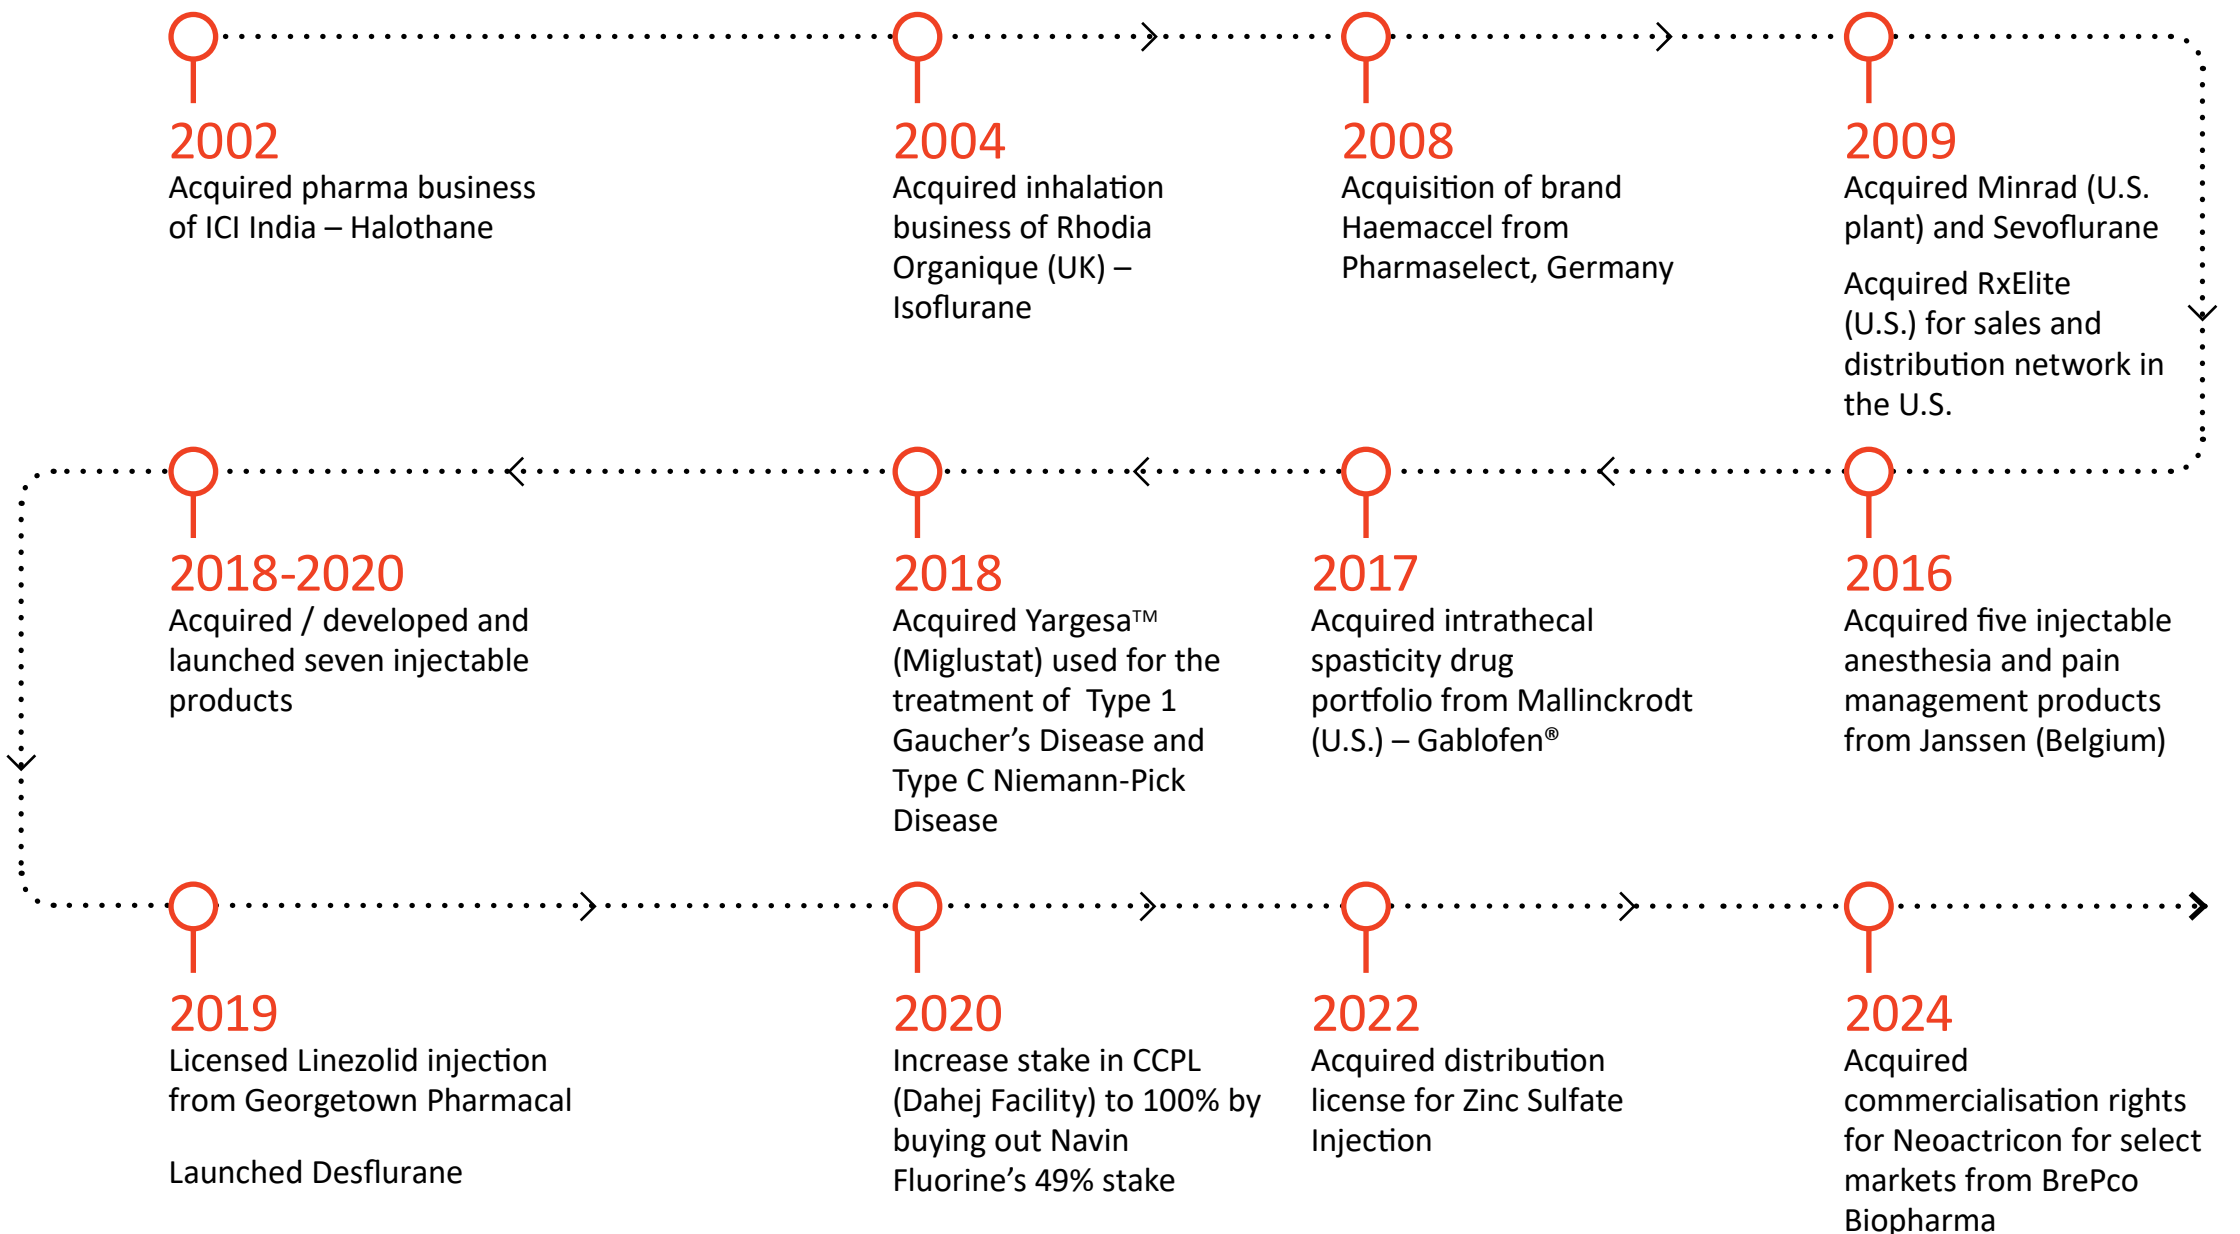 2002
Acquired pharma business
of ICI India – Halothane
2004
Acquired inhalation
business of Rhodia
Organique (UK) –
Isoflurane
2008
Acquisition of brand
Haemaccel from
Pharmaselect, Germany
2009
Acquired Minrad (U.S.
plant) and Sevoflurane
Acquired RxElite
(U.S.) for sales and
distribution network in
the U.S.
2016
Acquired five injectable
anesthesia and pain
management products
from Janssen (Belgium)
2017
Acquired intrathecal
spasticity drug
portfolio from Mallinckrodt
(U.S.) – Gablofen®
2018
Acquired Yargesa™
(Miglustat) used for the
treatment of  Type 1
Gaucher’s Disease and
Type C Niemann-Pick
Disease
2018-2020
Acquired / developed and
launched seven injectable
products
2019
Licensed Linezolid injection
from Georgetown Pharmacal
Launched Desflurane
2020
Increase stake in CCPL
(Dahej Facility) to 100% by
buying out Navin
Fluorine’s 49% stake
2022
Acquired distribution
license for Zinc Sulfate
Injection
2024
Acquired
commercialisation rights
for Neoactricon for select
markets from BrePco
Biopharma